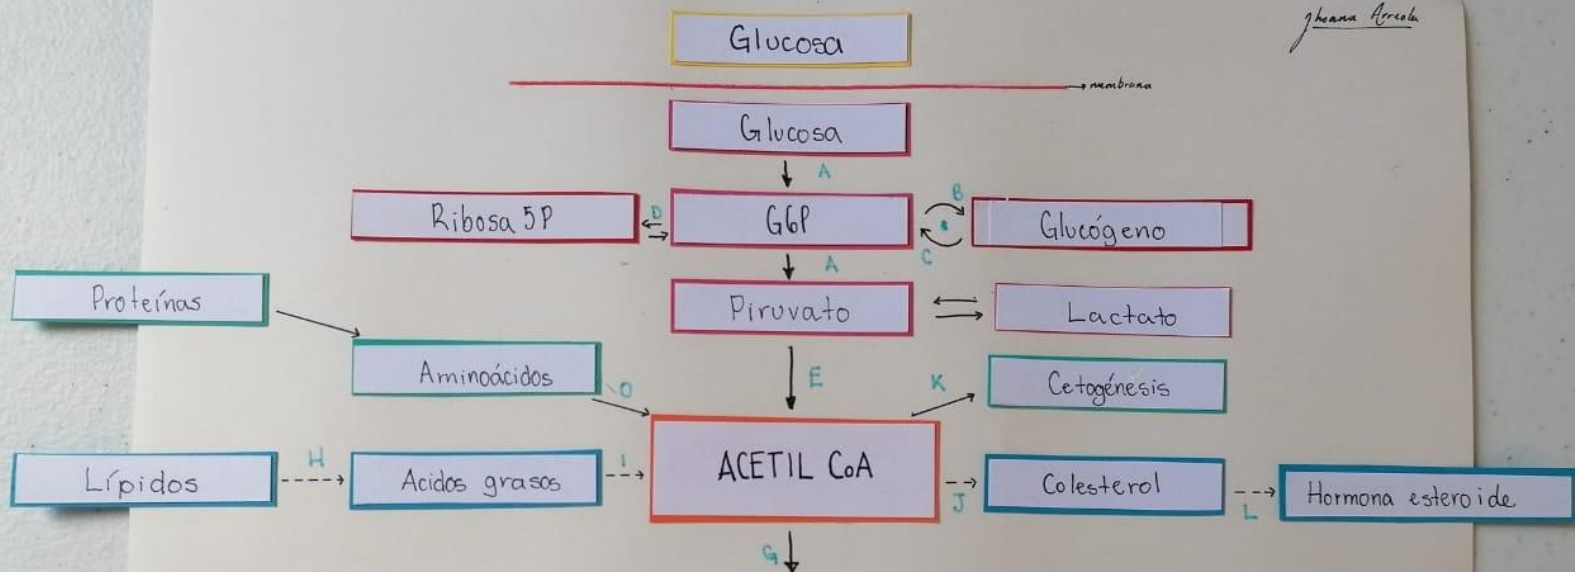 Jhoana Arreola
Glucosa
membrana
Glucosa
A
Ribosa 5P
D
G6P
B
C
Glucógeno
A
Proteínas
Piruvato
Lactato
Aminoácidos
O
E
K
Cetogénesis
Lípidos
H
Acidos grasos
I
ACETIL CoA
J
Colesterol
L
Hormona esteroide
G